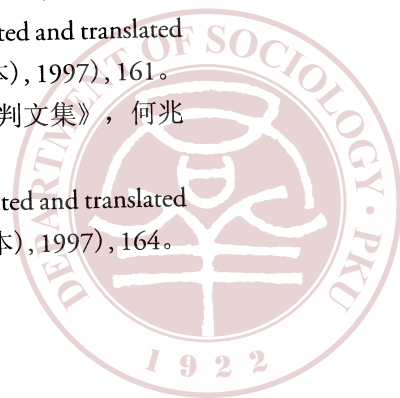 ted and translated
本), 1997), 161。
判文集》，何兆
ted and translated
本), 1997), 164。
DEPARTMENT OF SOCIOLOGY · PKU
1922